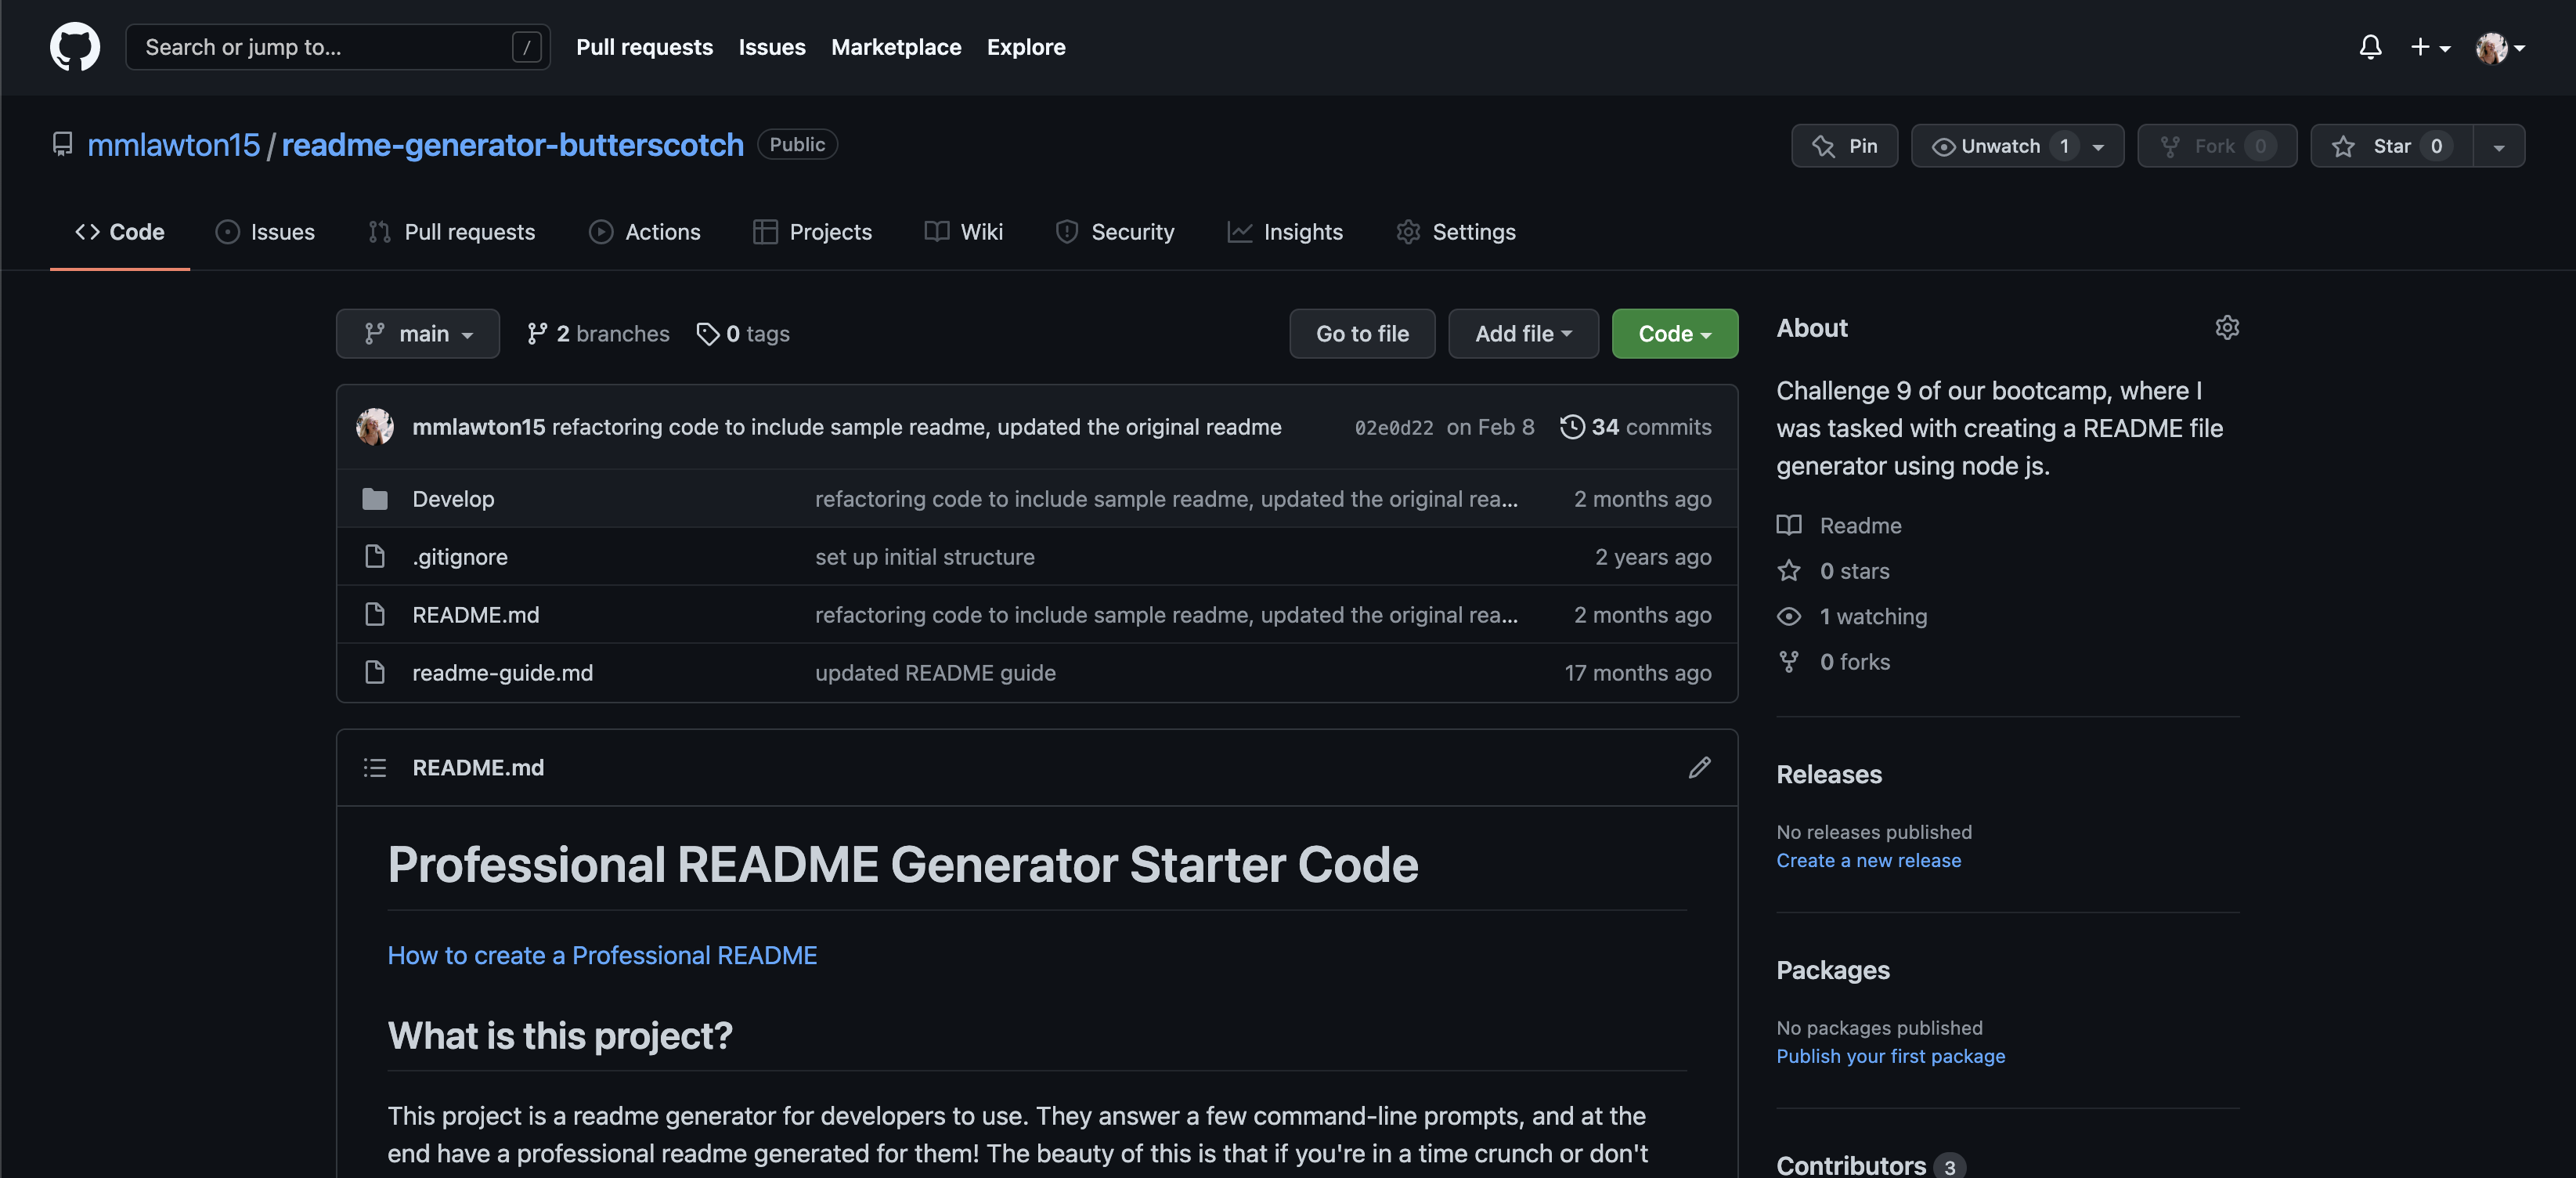 Search or jump to... /
Pull requests Issues Marketplace Explore
mmlawton15 / readme-generator-butterscotch Public
Pin Unwatch 1 Fork 0 Star 0
Code Issues Pull requests Actions Projects Wiki Security Insights Settings
main 2 branches 0 tags Go to file Add file Code
mmlawton15 refactoring code to include sample readme, updated the original readme 02e0d22 on Feb 8 34 commits
Develop refactoring code to include sample readme, updated the original rea... 2 months ago
.gitignore set up initial structure 2 years ago
README.md refactoring code to include sample readme, updated the original rea... 2 months ago
readme-guide.md updated README guide 17 months ago
README.md
Professional README Generator Starter Code
How to create a Professional README
What is this project?
This project is a readme generator for developers to use. They answer a few command-line prompts, and at the
end have a professional readme generated for them! The beauty of this is that if you're in a time crunch or don't
About
Challenge 9 of our bootcamp, where I
was tasked with creating a README file
generator using node js.
Readme
0 stars
1 watching
0 forks
Releases
No releases published
Create a new release
Packages
No packages published
Publish your first package
Contributors 3